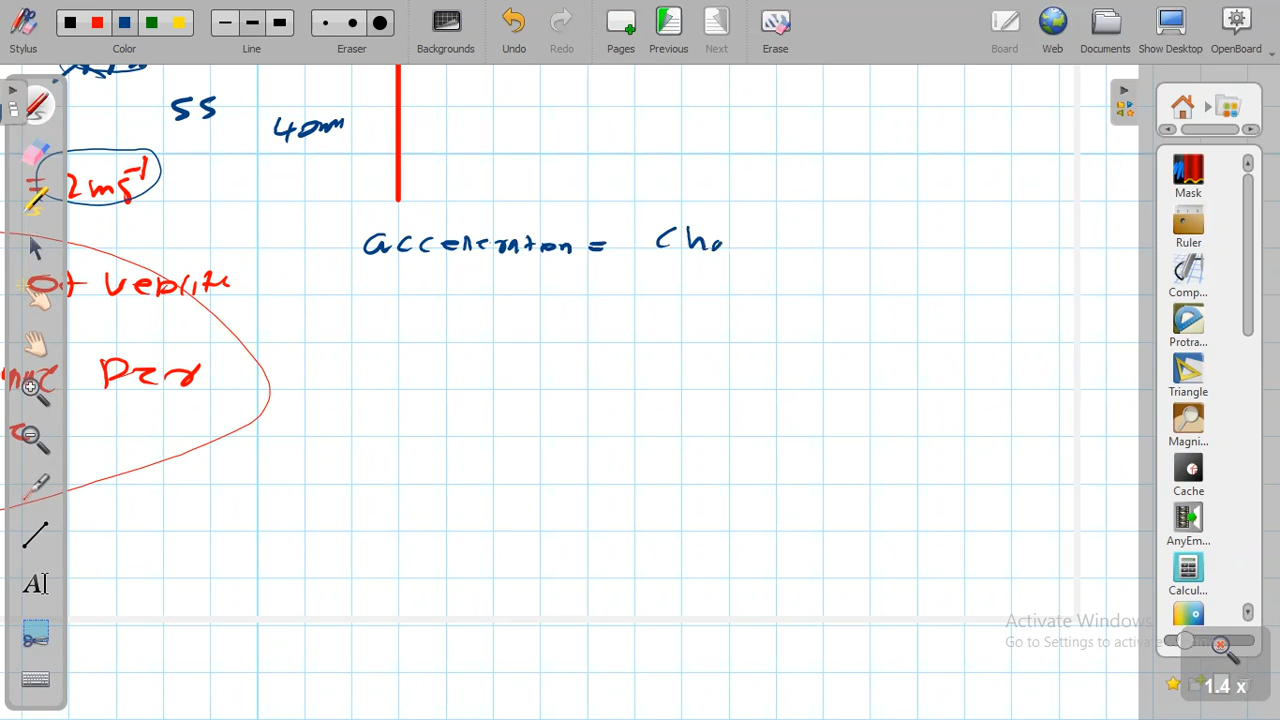 Stylus
Color
Line
Eraser
Backgrounds
Undo
Redo
Pages
Previous
Next
Erase
Board
Web
Documents
Show Desktop
OpenBoard
5s
40m
= 2ms⁻¹
acceleration = Cha
Per
Mask
Ruler
Comp...
Protra...
Triangle
Magni...
Cache
AnyEm...
Calcul...
Activate Windows
Go to Settings to activate
1.4 x